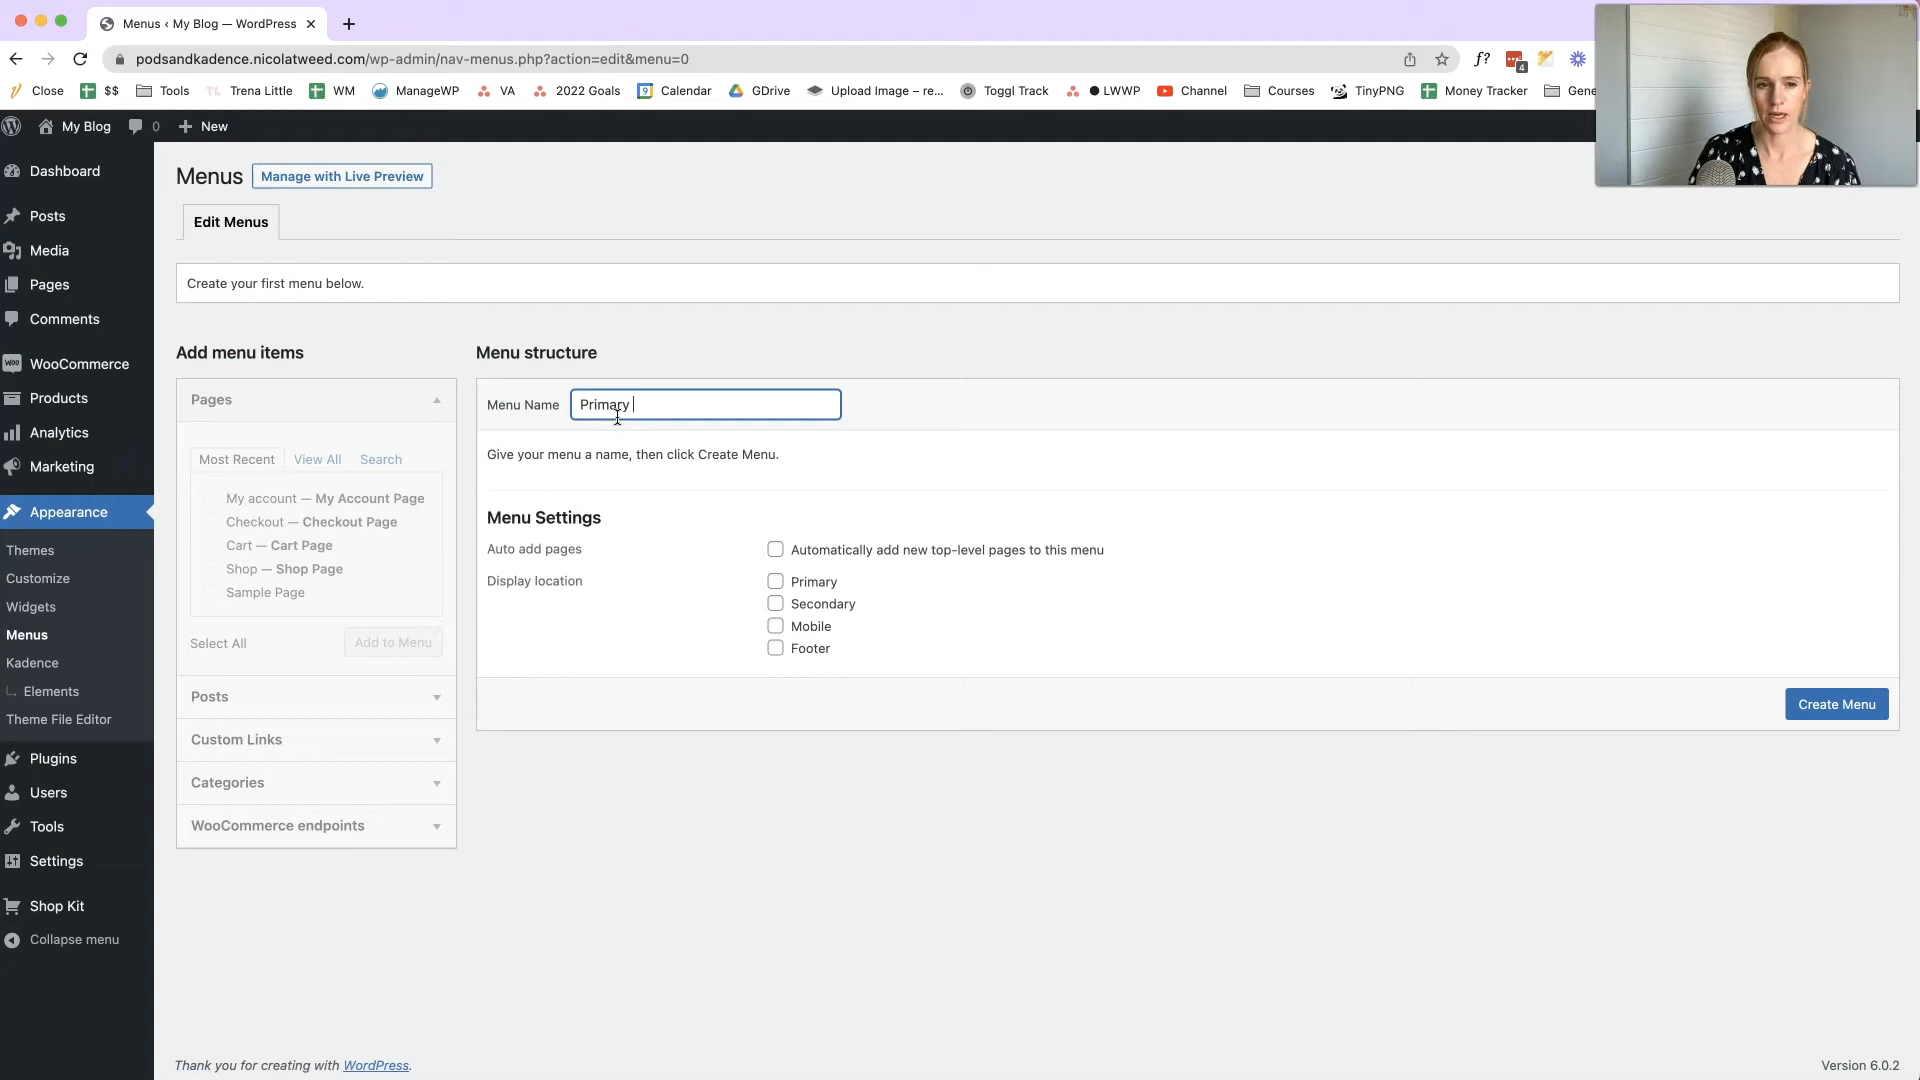 Menus ‹ My Blog — WordPress
podsandkadence.nicolatweed.com/wp-admin/nav-menus.php?action=edit&menu=0
f?
4
Close
$$
Tools
TL Trena Little
WM
ManageWP
VA
2022 Goals
Calendar
GDrive
Upload Image – re...
Toggl Track
LWWP
Channel
Courses
TinyPNG
Money Tracker
Gene
My Blog
0
New
Dashboard
Posts
Media
Pages
Comments
WooCommerce
Products
Analytics
Marketing
Appearance
Themes
Customize
Widgets
Menus
Kadence
Elements
Theme File Editor
Plugins
Users
Tools
Settings
Shop Kit
Collapse menu
Menus
Manage with Live Preview
Edit Menus
Create your first menu below.
Add menu items
Pages
Most Recent
View All
Search
My account — My Account Page
Checkout — Checkout Page
Cart — Cart Page
Shop — Shop Page
Sample Page
Select All
Add to Menu
Posts
Custom Links
Categories
WooCommerce endpoints
Menu structure
Menu Name
Primary
Give your menu a name, then click Create Menu.
Menu Settings
Auto add pages
Automatically add new top-level pages to this menu
Display location
Primary
Secondary
Mobile
Footer
Create Menu
Thank you for creating with WordPress.
Version 6.0.2